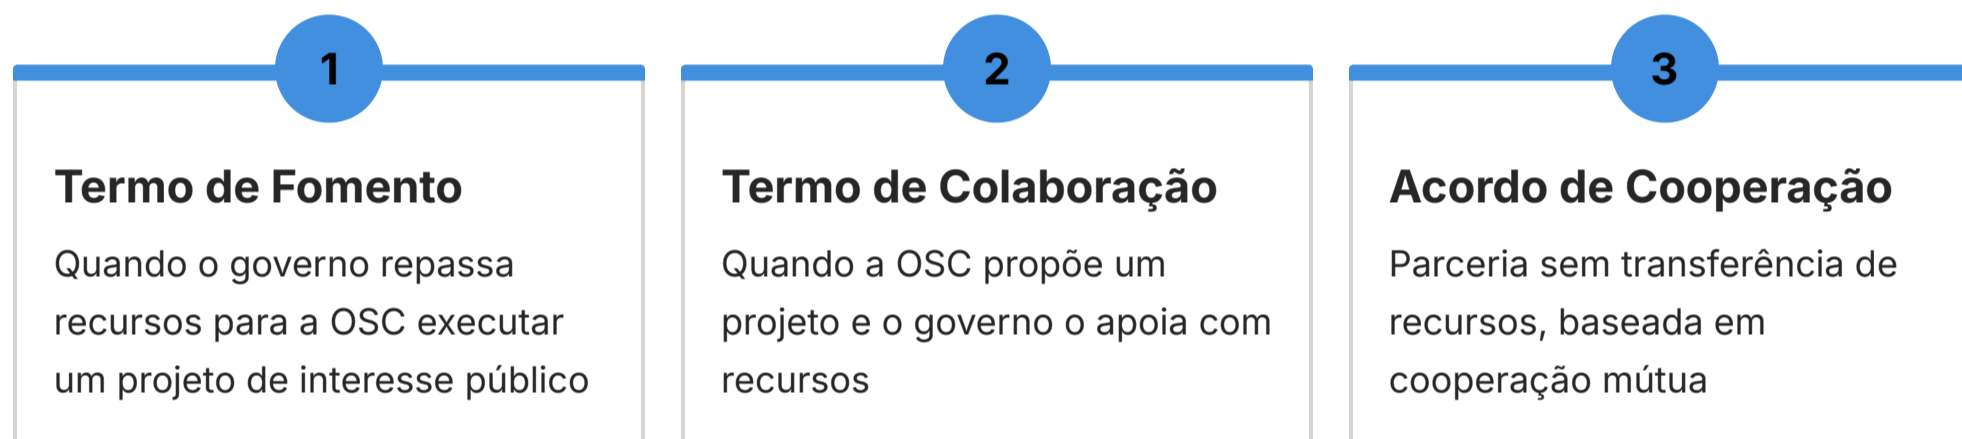 1
Termo de Fomento
Quando o governo repassa
recursos para a OSC executar
um projeto de interesse público
2
Termo de Colaboração
Quando a OSC propõe um
projeto e o governo o apoia com
recursos
3
Acordo de Cooperação
Parceria sem transferência de
recursos, baseada em
cooperação mútua